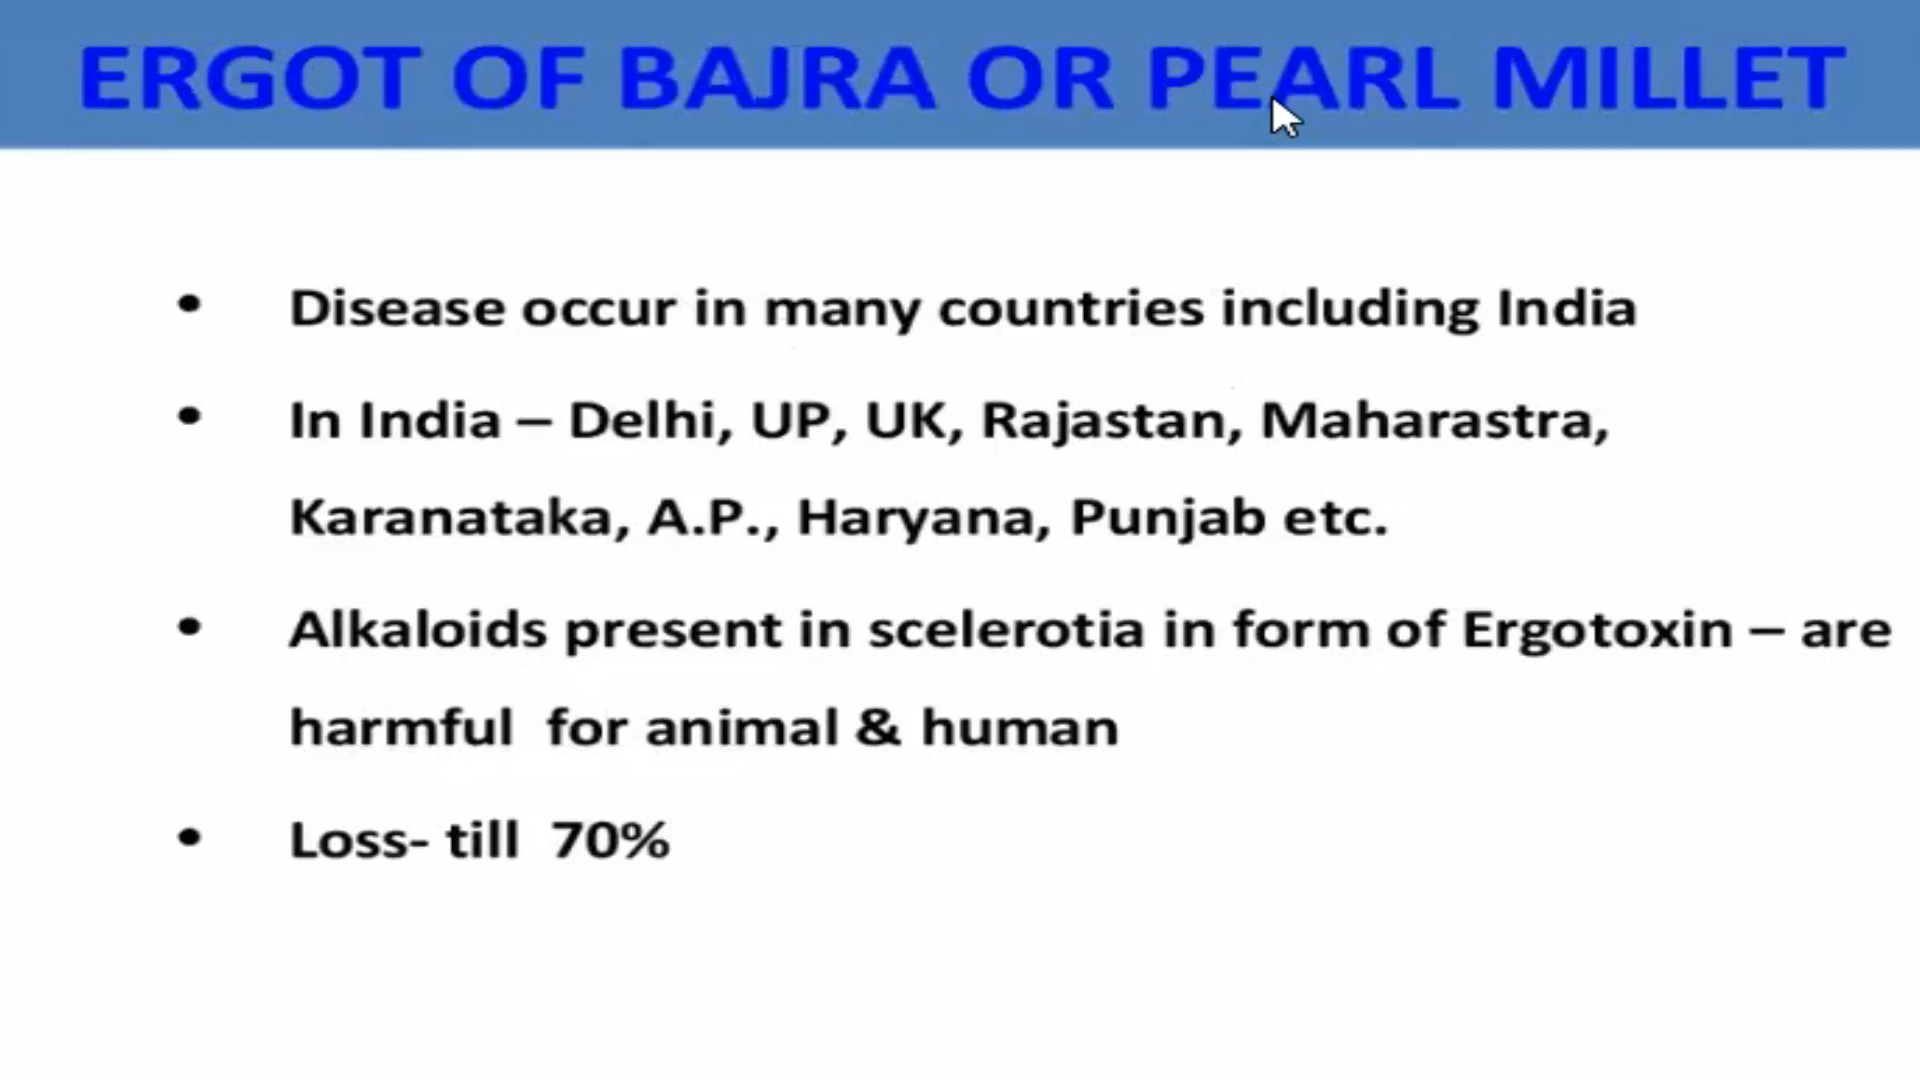 ERGOT OF BAJRA OR PEARL MILLET
• Disease occur in many countries including India
• In India – Delhi, UP, UK, Rajastan, Maharastra,
Karanataka, A.P., Haryana, Punjab etc.
• Alkaloids present in scelerotia in form of Ergotoxin – are
harmful for animal & human
• Loss- till 70%